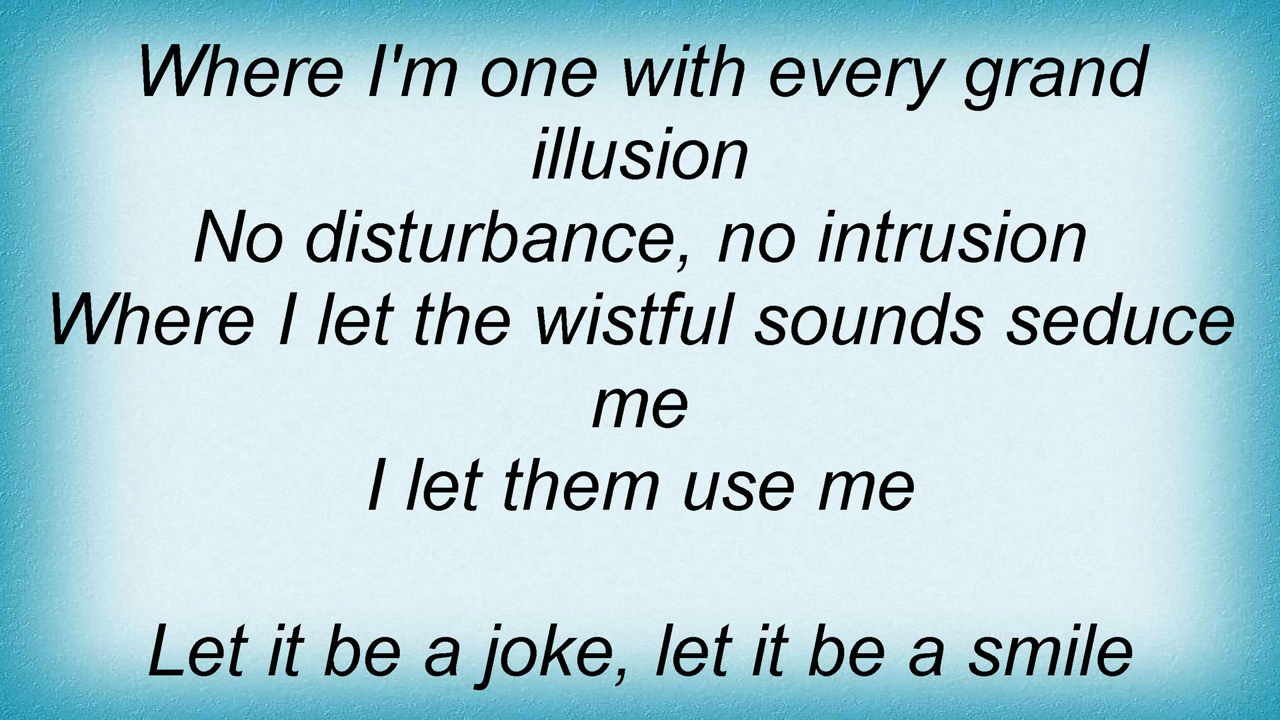 Where I'm one with every grand
illusion
No disturbance, no intrusion
Where I let the wistful sounds seduce
me
I let them use me
Let it be a joke, let it be a smile